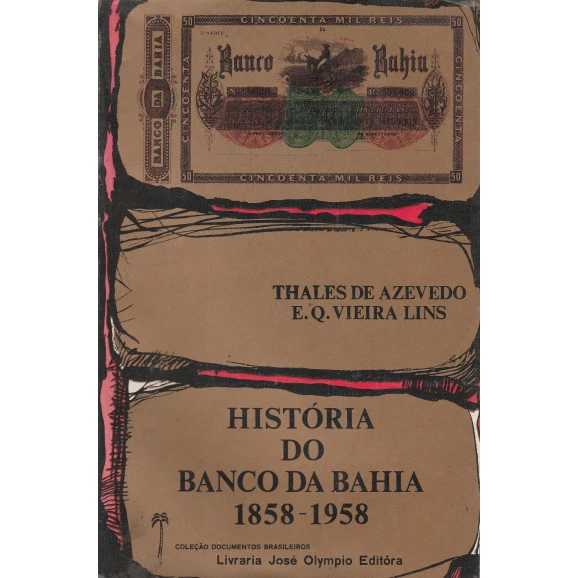 50 CINCOENTA MIL REIS 50
BANCO DA BAHIA
Banco da Bahia
CINCOENTA
CINCOENTA
50 CINCOENTA MIL REIS 50
THALES DE AZEVEDO
E. Q. VIEIRA LINS
HISTÓRIA
DO
BANCO DA BAHIA
1858-1958
COLEÇÃO DOCUMENTOS BRASILEIROS
Livraria José Olympio Editôra